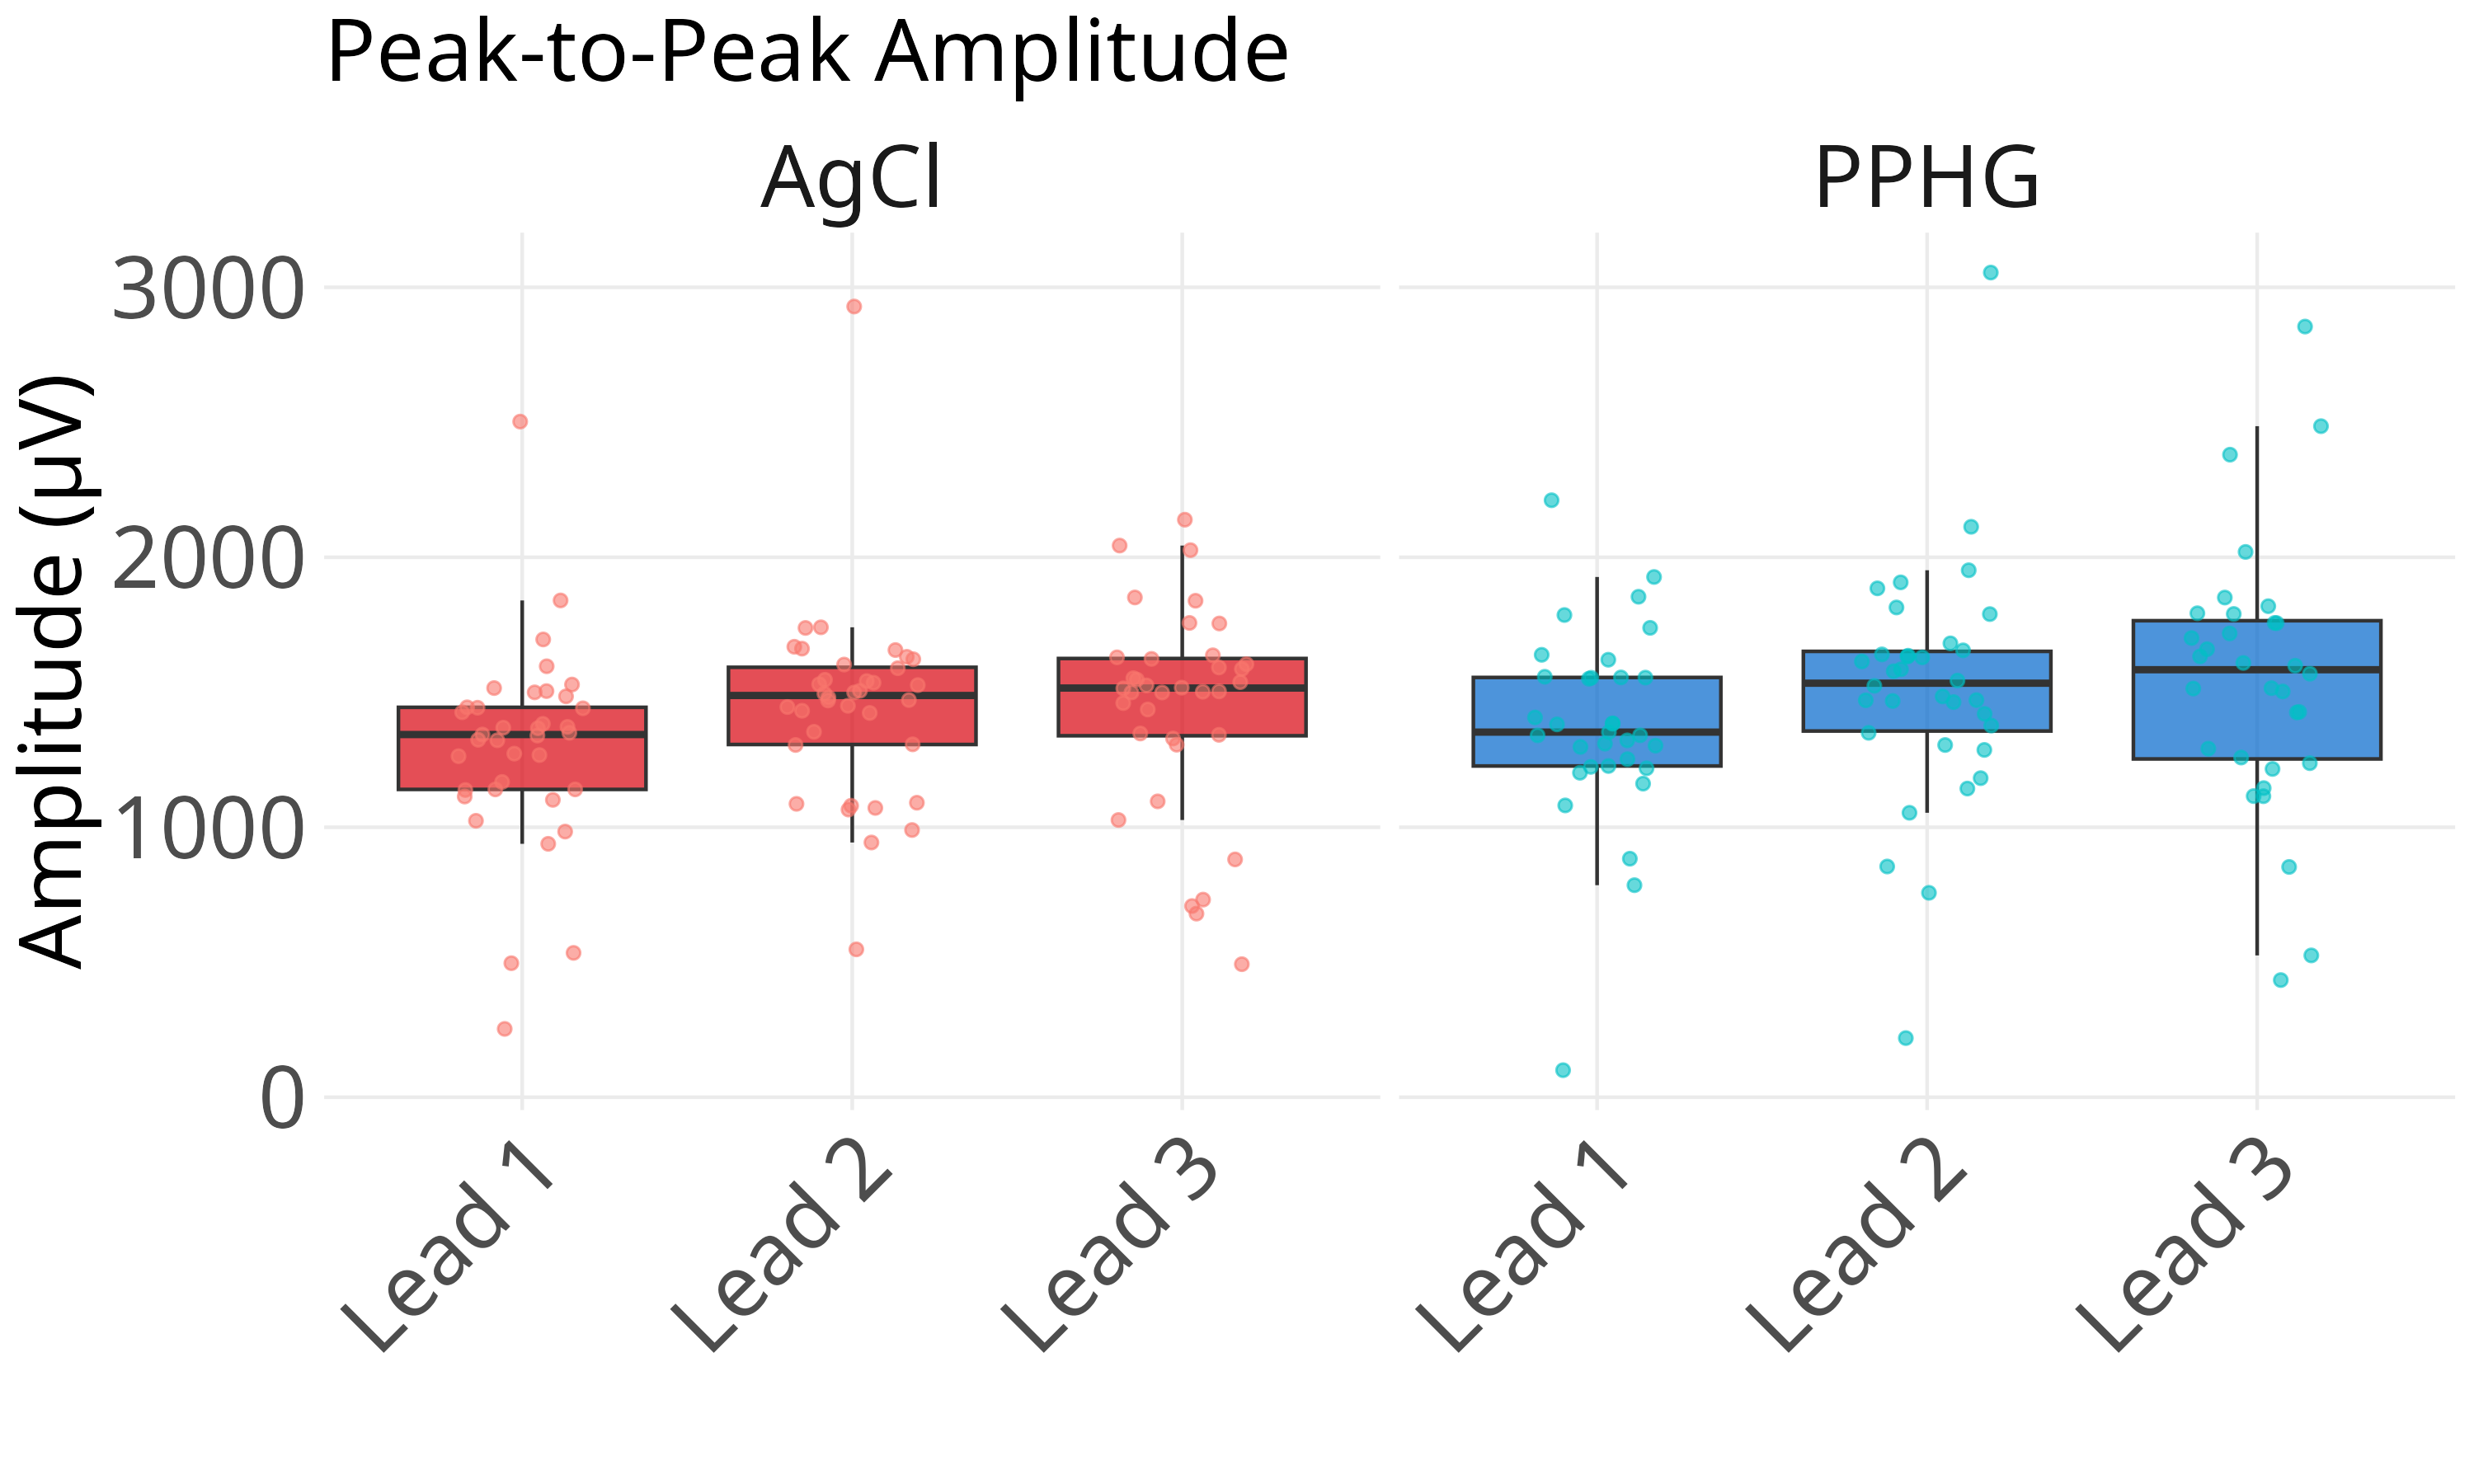 Peak-to-Peak Amplitude
AgCl
PPHG
Amplitude (µV)
3000
2000
1000
0
Lead 1
Lead 2
Lead 3
Lead 1
Lead 2
Lead 3